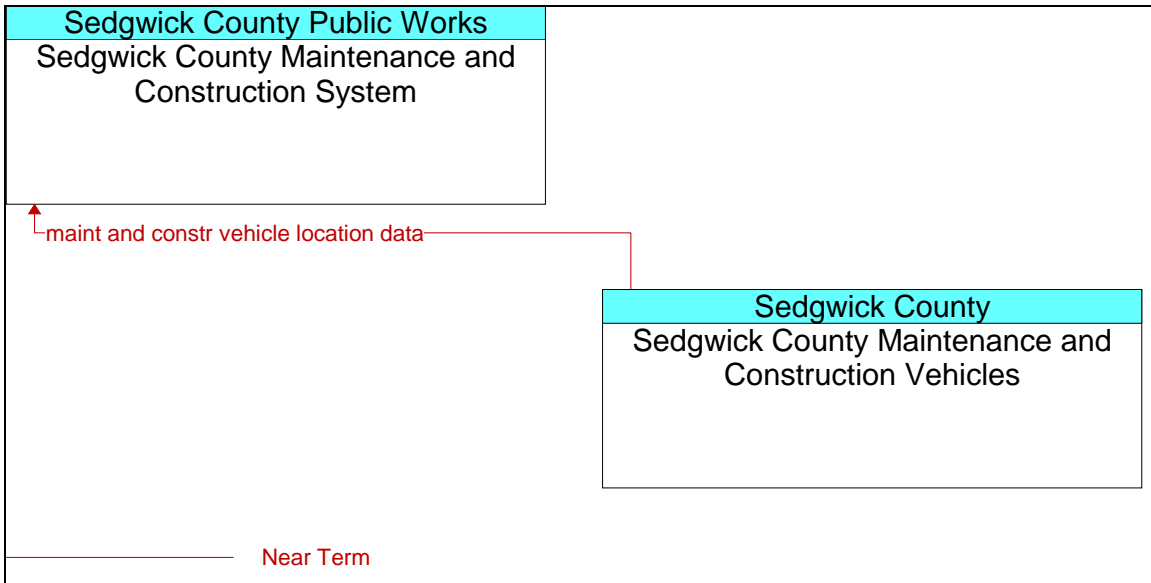 Sedgwick County Public Works
Sedgwick County Maintenance and
Construction System
maint and constr vehicle location data
Sedgwick County
Sedgwick County Maintenance and
Construction Vehicles
Near Term